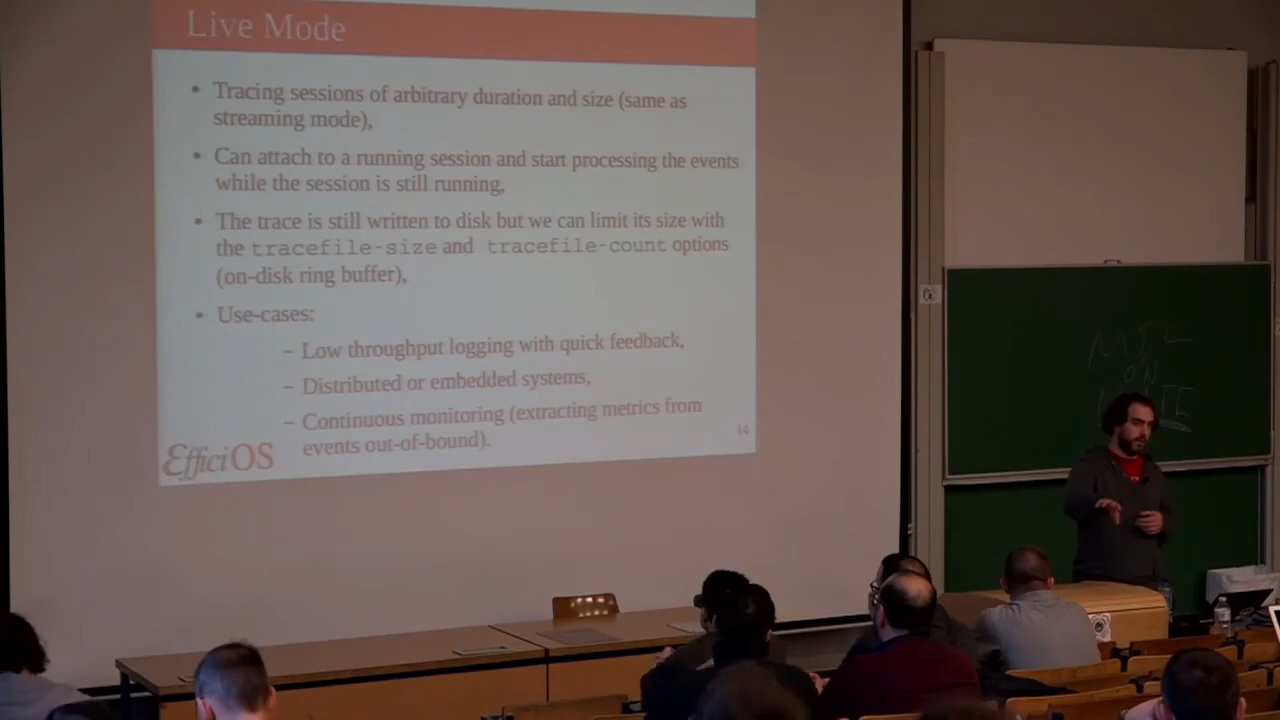 Live Mode
• Tracing sessions of arbitrary duration and size (same as
streaming mode),
• Can attach to a running session and start processing the events
while the session is still running,
• The trace is still written to disk but we can limit its size with
the tracefile-size and tracefile-count options
(on-disk ring buffer),
• Use-cases:
– Low throughput logging with quick feedback,
– Distributed or embedded systems,
– Continuous monitoring (extracting metrics from
events out-of-bound).
EfficiOS
14
ON